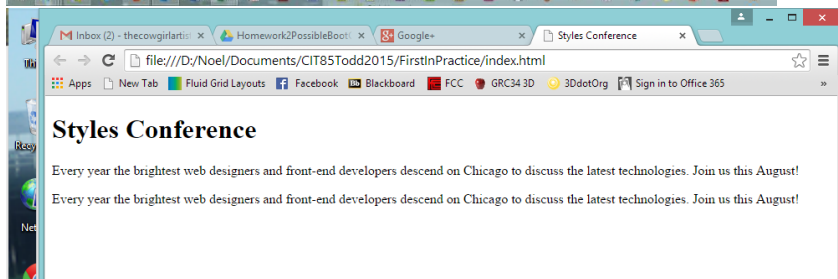 M Inbox (2) - thecowgirlartist
Homework2PossibleBooti
Google+
Styles Conference
file:///D:/Noel/Documents/CIT85Todd2015/FirstInPractice/index.html
Apps New Tab Fluid Grid Layouts Facebook Bb Blackboard FCC GRC34 3D 3DdotOrg Sign in to Office 365 »
Styles Conference
Every year the brightest web designers and front-end developers descend on Chicago to discuss the latest technologies. Join us this August!
Every year the brightest web designers and front-end developers descend on Chicago to discuss the latest technologies. Join us this August!
Recy
Net